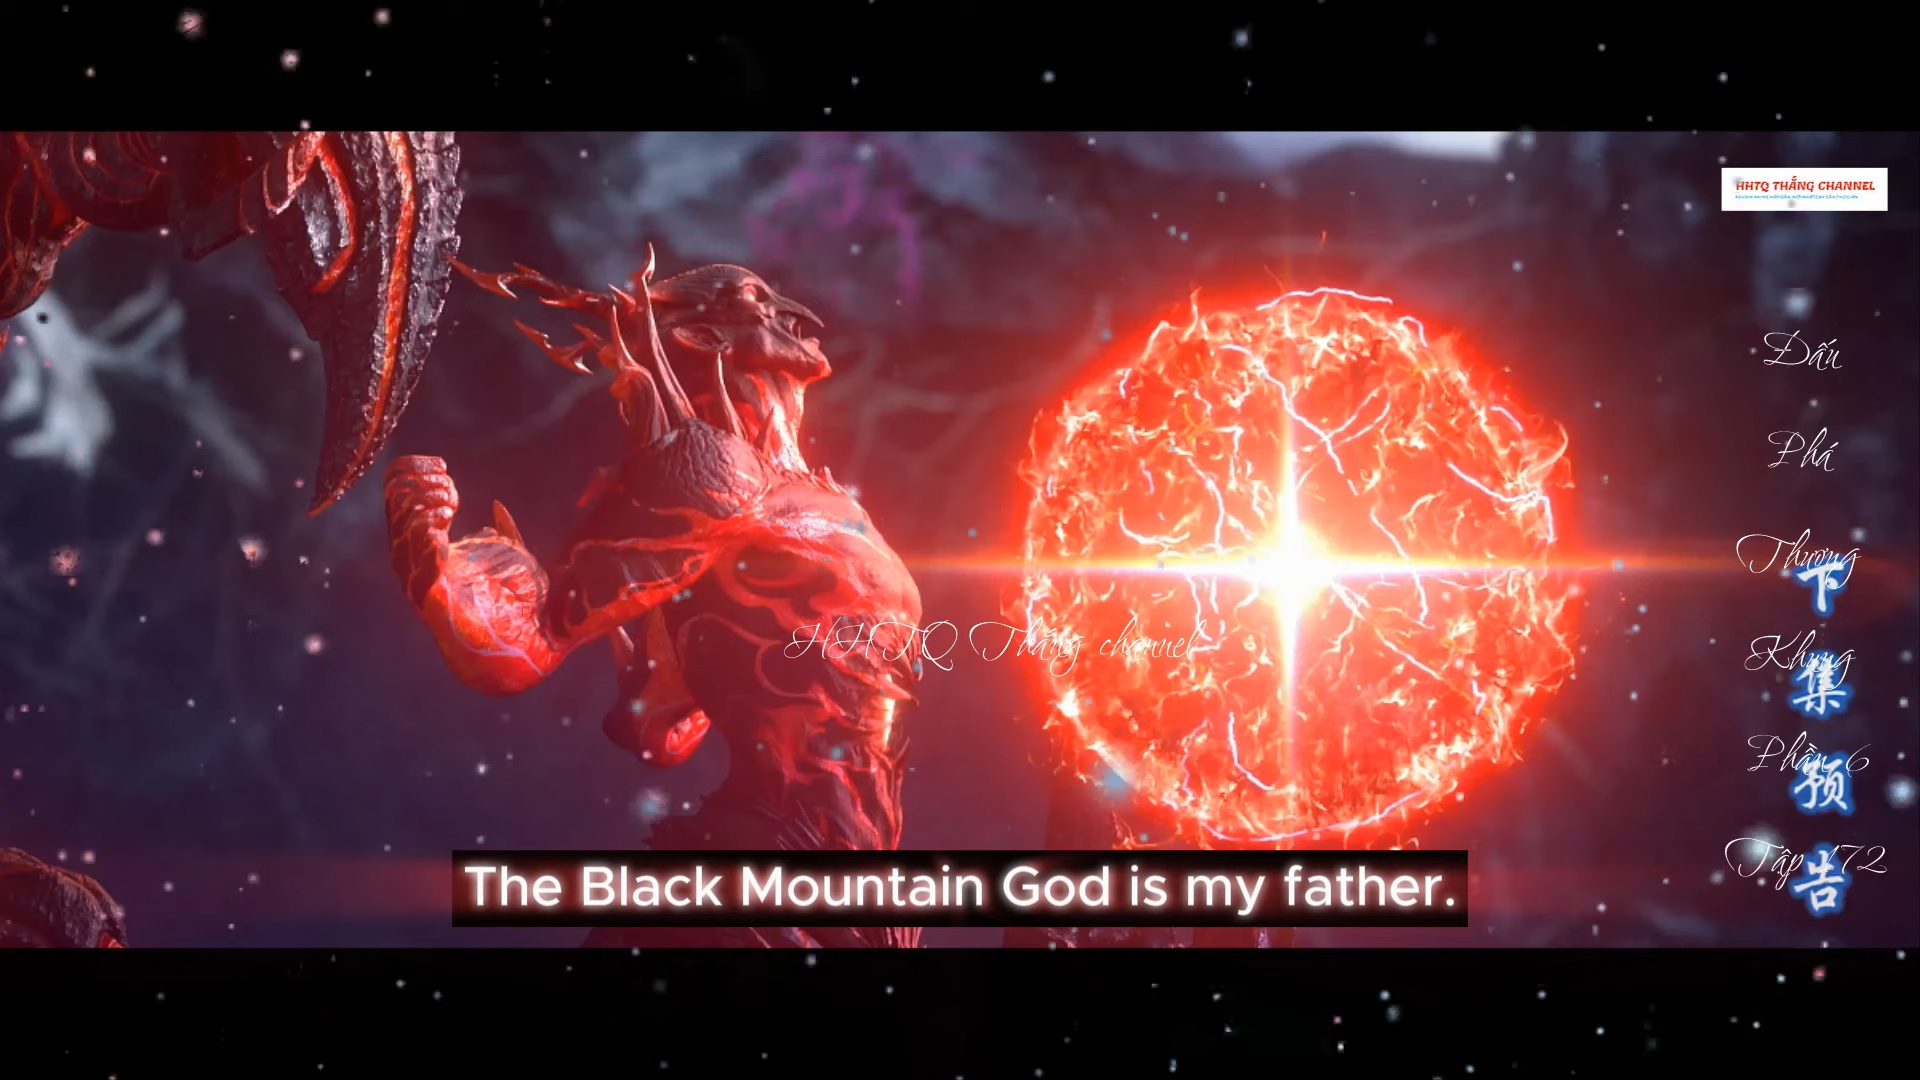 HHTQ THẮNG CHANNEL
Đấu
Phá
Thương
Khung
Phần 6
Tập 172
下集预告
HHTQ Thắng channel
The Black Mountain God is my father.